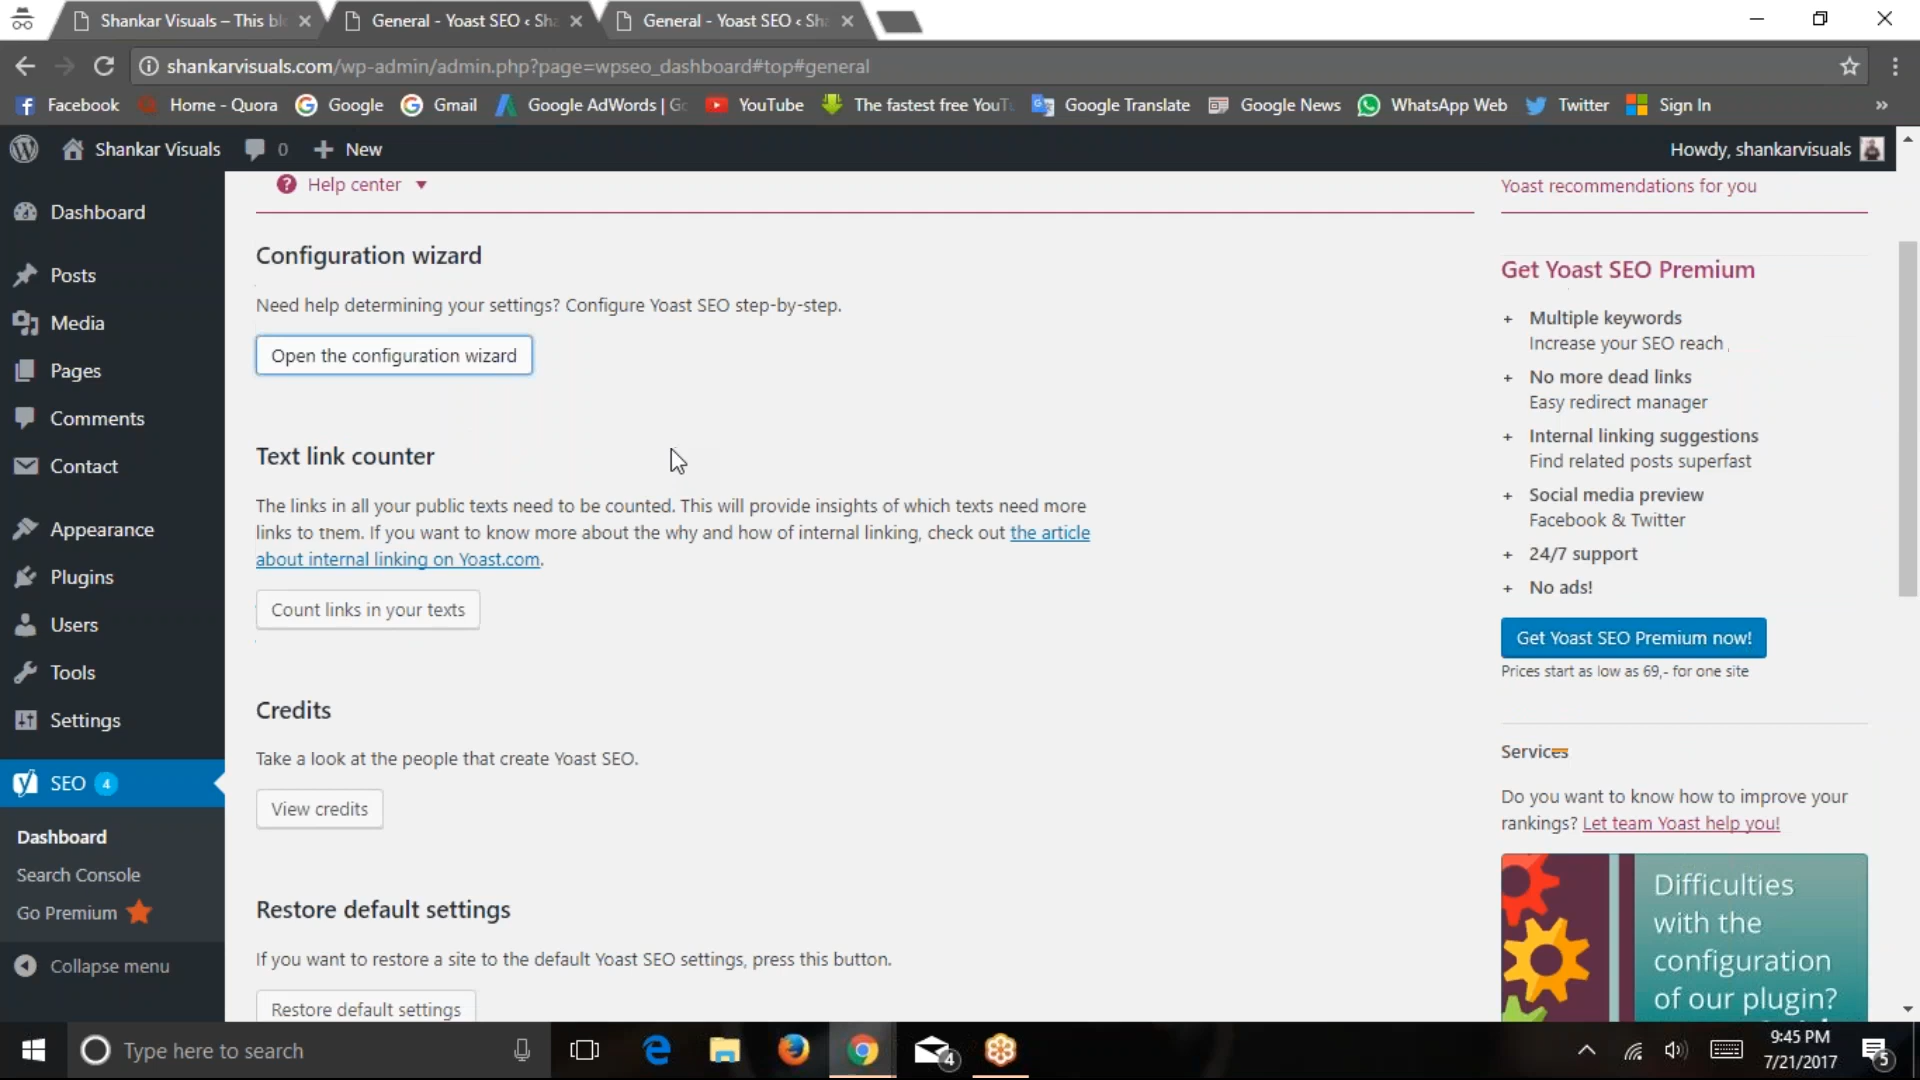 Shankar Visuals – This bl
General - Yoast SEO ‹ Sha
General - Yoast SEO ‹ Sha
shankarvisuals.com/wp-admin/admin.php?page=wpseo_dashboard#top#general
Facebook
Home - Quora
Google
Gmail
Google AdWords | Go
YouTube
The fastest free YouTu
Google Translate
Google News
WhatsApp Web
Twitter
Sign In
»
Shankar Visuals
0
New
Howdy, shankarvisuals
Dashboard
Posts
Media
Pages
Comments
Contact
Appearance
Plugins
Users
Tools
Settings
SEO 4
Dashboard
Search Console
Go Premium
Collapse menu
Help center
Configuration wizard
Need help determining your settings? Configure Yoast SEO step-by-step.
Open the configuration wizard
Text link counter
The links in all your public texts need to be counted. This will provide insights of which texts need more
links to them. If you want to know more about the why and how of internal linking, check out the article
about internal linking on Yoast.com.
Count links in your texts
Credits
Take a look at the people that create Yoast SEO.
View credits
Restore default settings
If you want to restore a site to the default Yoast SEO settings, press this button.
Restore default settings
Yoast recommendations for you
Get Yoast SEO Premium
+ Multiple keywords
Increase your SEO reach
+ No more dead links
Easy redirect manager
+ Internal linking suggestions
Find related posts superfast
+ Social media preview
Facebook & Twitter
+ 24/7 support
+ No ads!
Get Yoast SEO Premium now!
Prices start as low as 69,- for one site
Services
Do you want to know how to improve your
rankings? Let team Yoast help you!
Difficulties
with the
configuration
of our plugin?
Type here to search
4
9:45 PM
7/21/2017
5